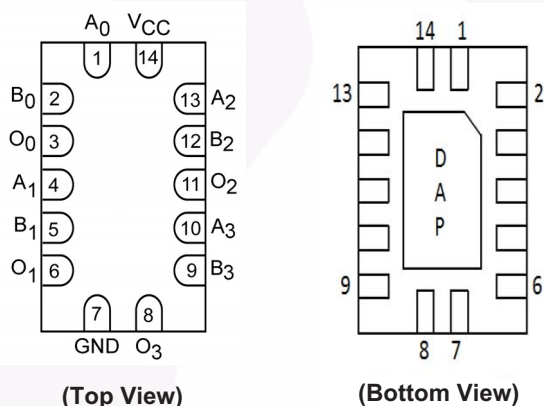 A0 VCC
1 14
B0 2 13 A2
O0 3 12 B2
A1 4 11 O2
B1 5 10 A3
O1 6 9 B3
7 8
GND O3
(Top View)
14 1
13 2
D
A
P
9 6
8 7
(Bottom View)